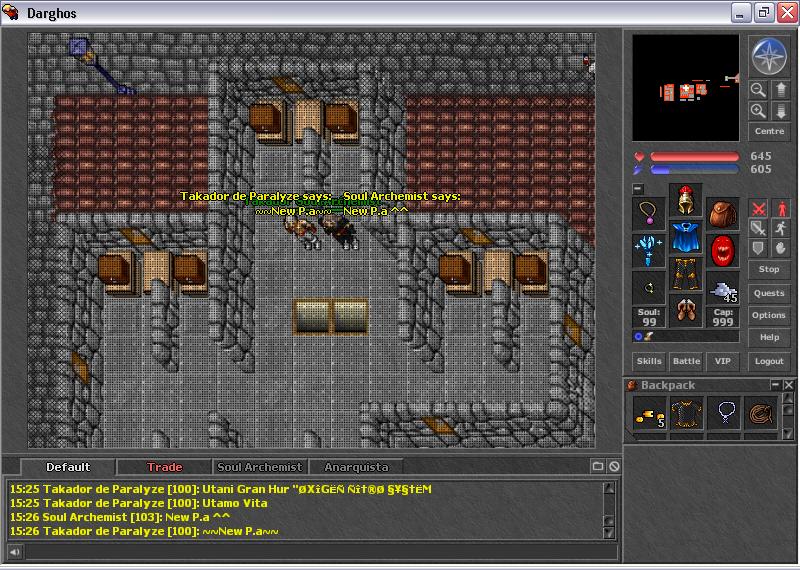 Darghos
Takador de Paralyze says:
~~New P.a~~
Soul Archemist says:
New P.a ^^
Centre
645
605
45
Soul:
99
Cap:
999
Stop
Quests
Options
Help
Skills
Battle
VIP
Logout
Backpack
5
Default
Trade
Soul Archemist
Anarquista
15:25 Takador de Paralyze [100]: Utani Gran Hur "ØXîGëÑ Ñî†®Ø §¥§†ëM
15:25 Takador de Paralyze [100]: Utamo Vita
15:26 Soul Archemist [103]: New P.a ^^
15:26 Takador de Paralyze [100]: ~~New P.a~~